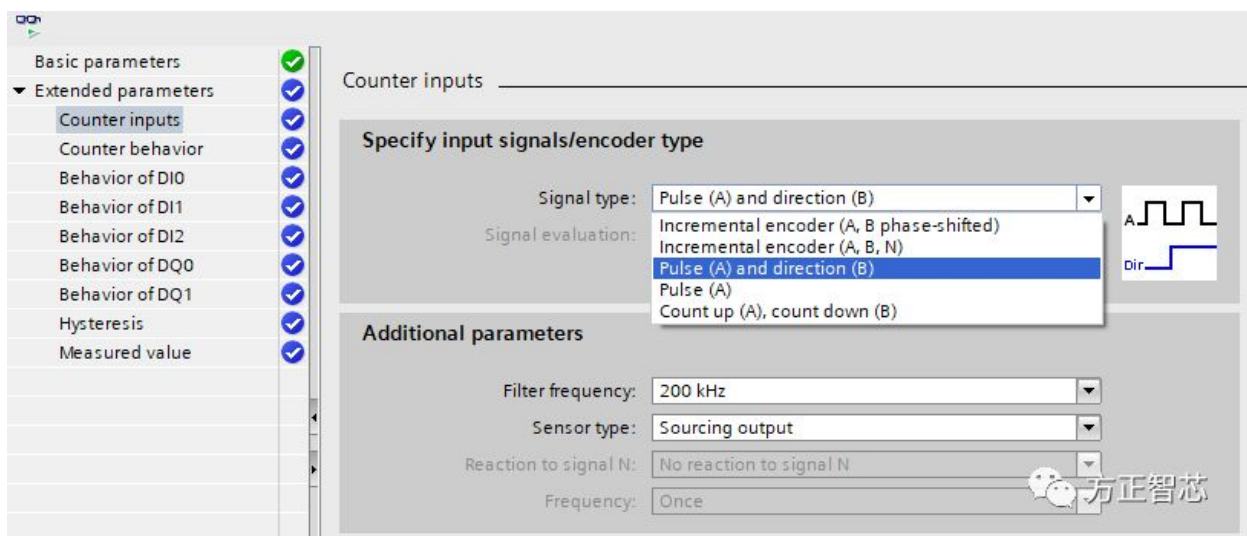 Basic parameters
Extended parameters
Counter inputs
Counter behavior
Behavior of DI0
Behavior of DI1
Behavior of DI2
Behavior of DQ0
Behavior of DQ1
Hysteresis
Measured value
Counter inputs
Specify input signals/encoder type
Signal type: Pulse (A) and direction (B)
Signal evaluation:
Incremental encoder (A, B phase-shifted)
Incremental encoder (A, B, N)
Pulse (A) and direction (B)
Pulse (A)
Count up (A), count down (B)
A
Dir
Additional parameters
Filter frequency: 200 kHz
Sensor type: Sourcing output
Reaction to signal N: No reaction to signal N
Frequency: Once
方正智芯